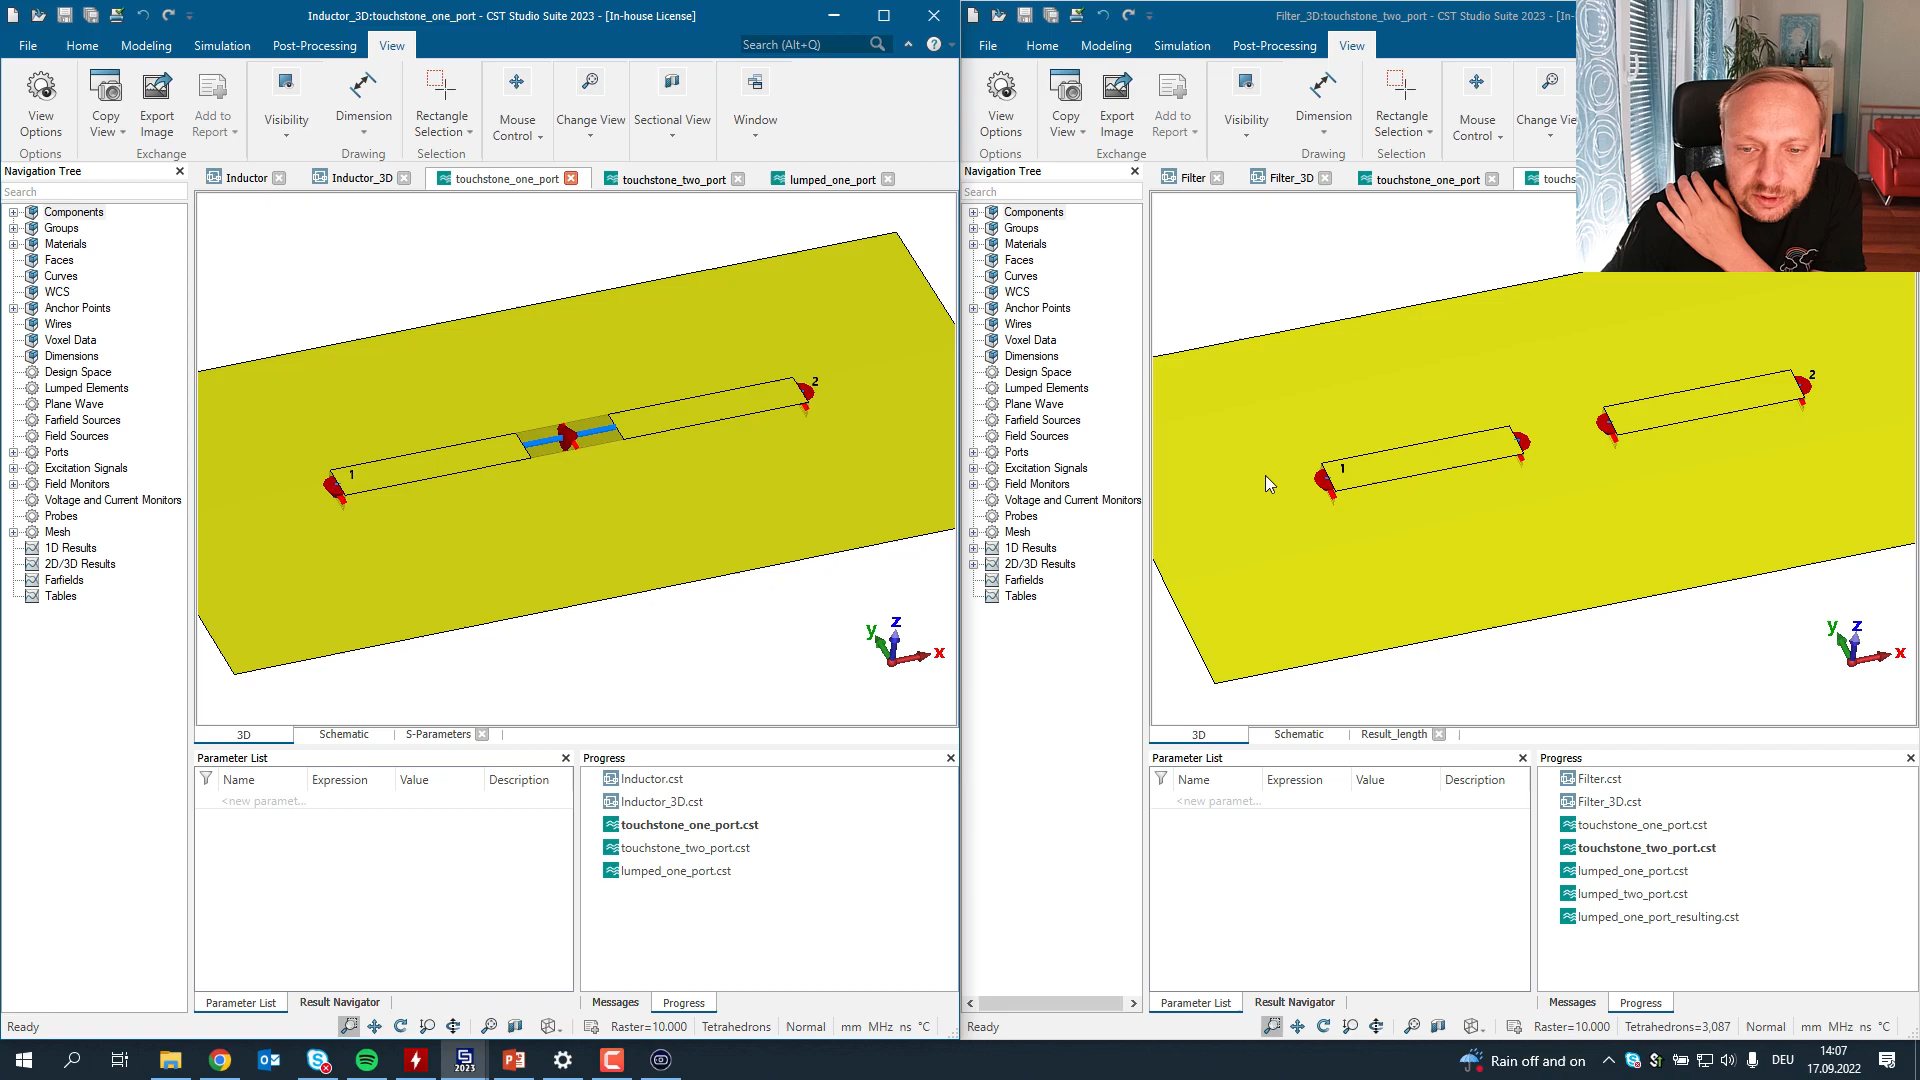 Inductor_3D:touchstone_one_port - CST Studio Suite 2023 - [In-house License]
File Home Modeling Simulation Post-Processing View Search (Alt+Q)
View Options Copy View Export Image Add to Report Visibility Dimension Rectangle Selection Mouse Control Change View Sectional View Window
Options Exchange Drawing Selection
Navigation Tree
Search
Components
Groups
Materials
Faces
Curves
WCS
Anchor Points
Wires
Voxel Data
Dimensions
Design Space
Lumped Elements
Plane Wave
Farfield Sources
Field Sources
Ports
Excitation Signals
Field Monitors
Voltage and Current Monitors
Probes
Mesh
1D Results
2D/3D Results
Farfields
Tables
Inductor Inductor_3D touchstone_one_port touchstone_two_port lumped_one_port
1
2
y z x
3D Schematic S-Parameters
Parameter List
Name Expression Value Description
<new paramet...
Parameter List Result Navigator
Progress
Inductor.cst
Inductor_3D.cst
touchstone_one_port.cst
touchstone_two_port.cst
lumped_one_port.cst
Messages Progress
Ready Raster=10.000 Tetrahedrons Normal mm MHz ns °C
Filter_3D:touchstone_two_port - CST Studio Suite 2023 - [In-
File Home Modeling Simulation Post-Processing View
View Options Copy View Export Image Add to Report Visibility Dimension Rectangle Selection Mouse Control Change Vie
Options Exchange Drawing Selection
Navigation Tree
Search
Components
Groups
Materials
Faces
Curves
WCS
Anchor Points
Wires
Voxel Data
Dimensions
Design Space
Lumped Elements
Plane Wave
Farfield Sources
Field Sources
Ports
Excitation Signals
Field Monitors
Voltage and Current Monitors
Probes
Mesh
1D Results
2D/3D Results
Farfields
Tables
Filter Filter_3D touchstone_one_port touchs
1
2
y z x
3D Schematic Result_length
Parameter List
Name Expression Value Description
<new paramet...
Parameter List Result Navigator
Progress
Filter.cst
Filter_3D.cst
touchstone_one_port.cst
touchstone_two_port.cst
lumped_one_port.cst
lumped_two_port.cst
lumped_one_port_resulting.cst
Messages Progress
Ready Raster=10.000 Tetrahedrons=3,087 Normal mm MHz ns °C
2023
Rain off and on DEU 14:07
17.09.2022